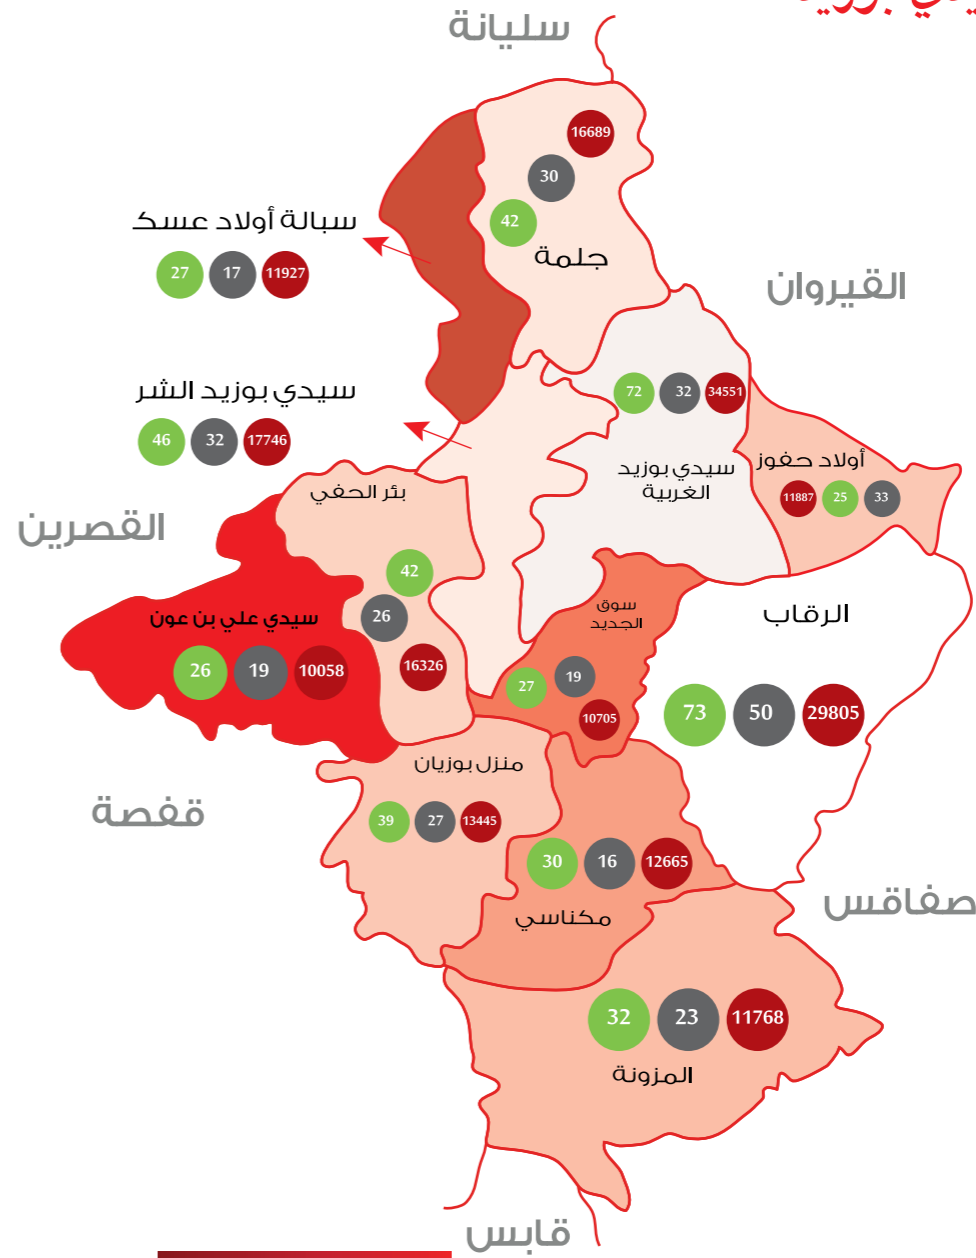 سليانة
16689
30
42
جلمة
سبالة أولاد عسك
27 17 11927
القيروان
سيدي بوزيد الشر
46 32 17746
72 32 34551
سيدي بوزيد
الغربية
أولاد حفوز
11887 25 33
بئر الحفي
42
26
16326
القصرين
سيدي علي بن عون
26 19 10058
سوق
الجديد
27 19
10705
الرقاب
73 50 29805
منزل بوزيان
39 27 13445
قفصة
30 16 12665
مكناسي
صفاقس
32 23 11768
المزونة
قابس